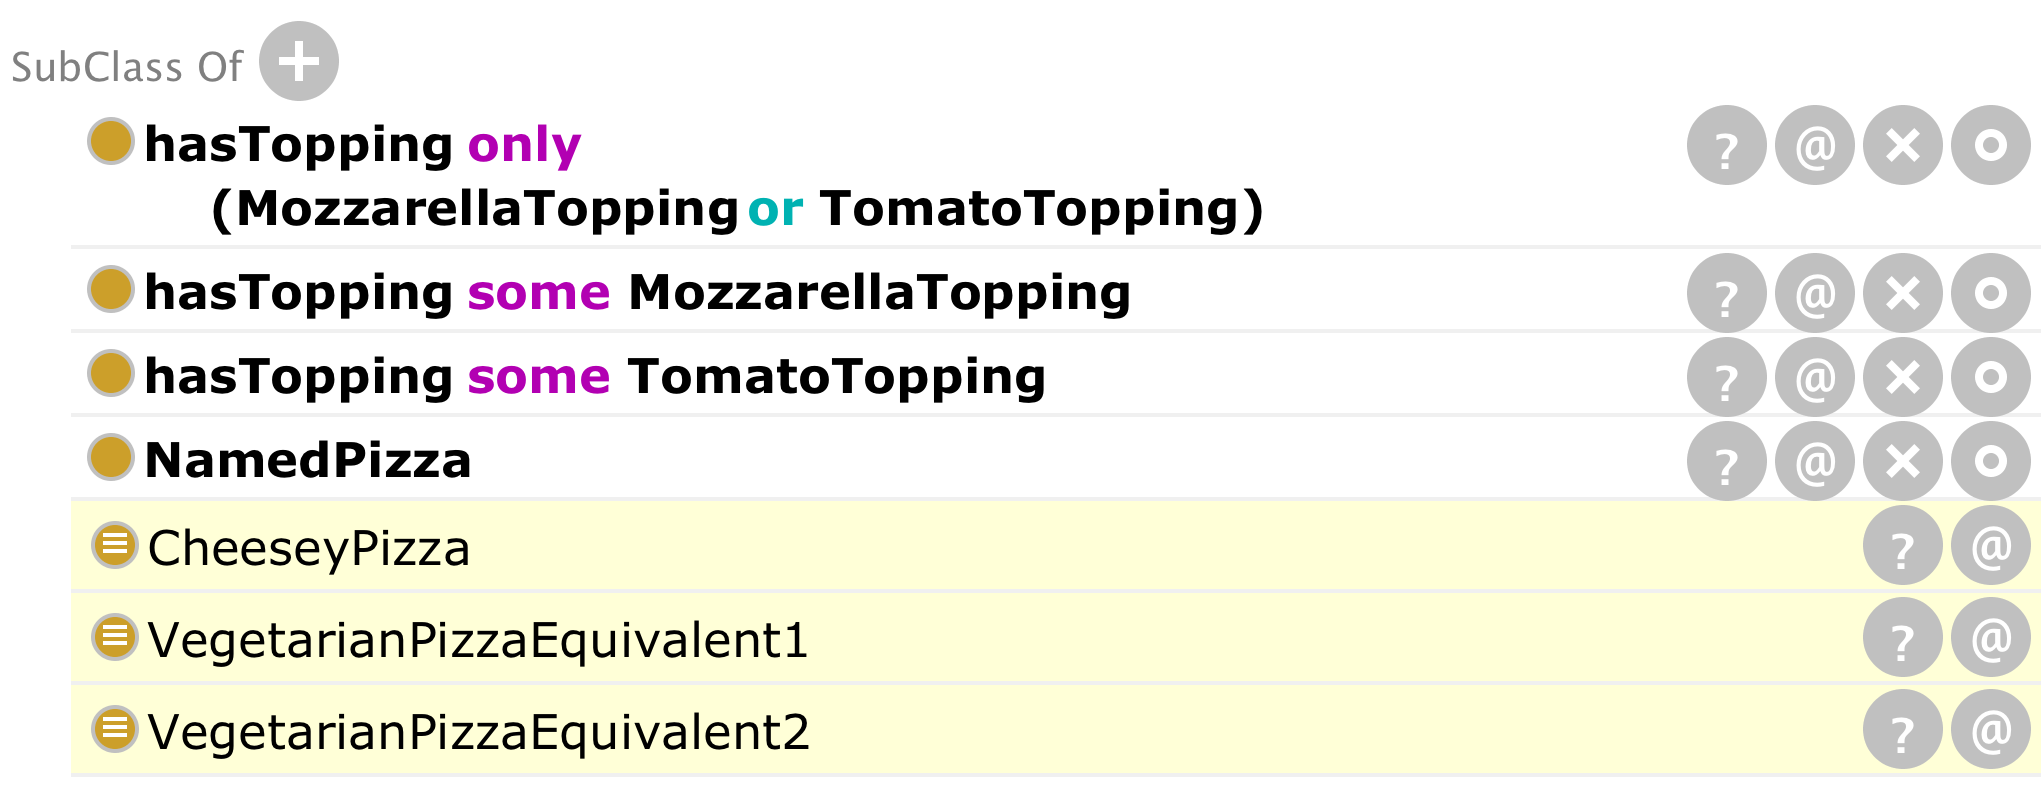 SubClass Of
hasTopping only
(MozzarellaTopping or TomatoTopping)
? @
hasTopping some MozzarellaTopping
? @
hasTopping some TomatoTopping
? @
NamedPizza
? @
CheeseyPizza
? @
VegetarianPizzaEquivalent1
? @
VegetarianPizzaEquivalent2
? @